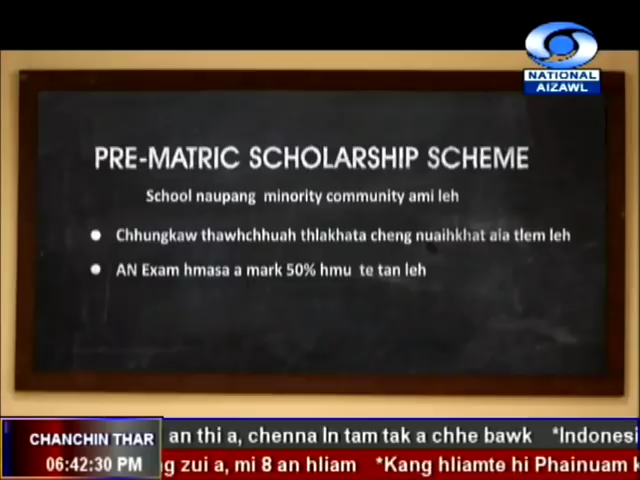 NATIONAL
AIZAWL
PRE-MATRIC SCHOLARSHIP SCHEME
School naupang minority community ami leh
Chhungkaw thawhchhuah thlakhata cheng nuaihkhat aia tlem leh
AN Exam hmasa a mark 50% hmu te tan leh
CHANCHIN THAR
06:42:30 PM
an thi a, chenna In tam tak a chhe bawk *Indonesi
g zui a, mi 8 an hliam *Kang hliamte hi Phainuam k